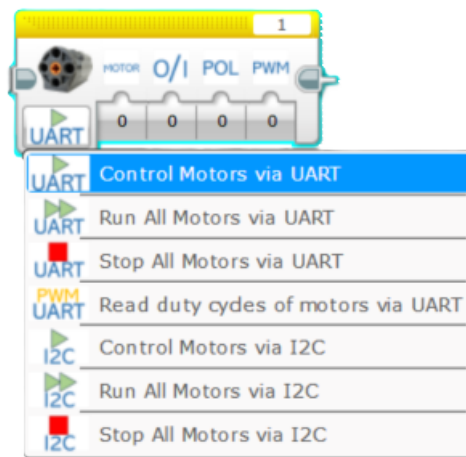 1
MOTOR O/I POL PWM
UART 0 0 0 0
UART Control Motors via UART
UART Run All Motors via UART
UART Stop All Motors via UART
PWM
UART Read duty cycles of motors via UART
I2C Control Motors via I2C
I2C Run All Motors via I2C
I2C Stop All Motors via I2C